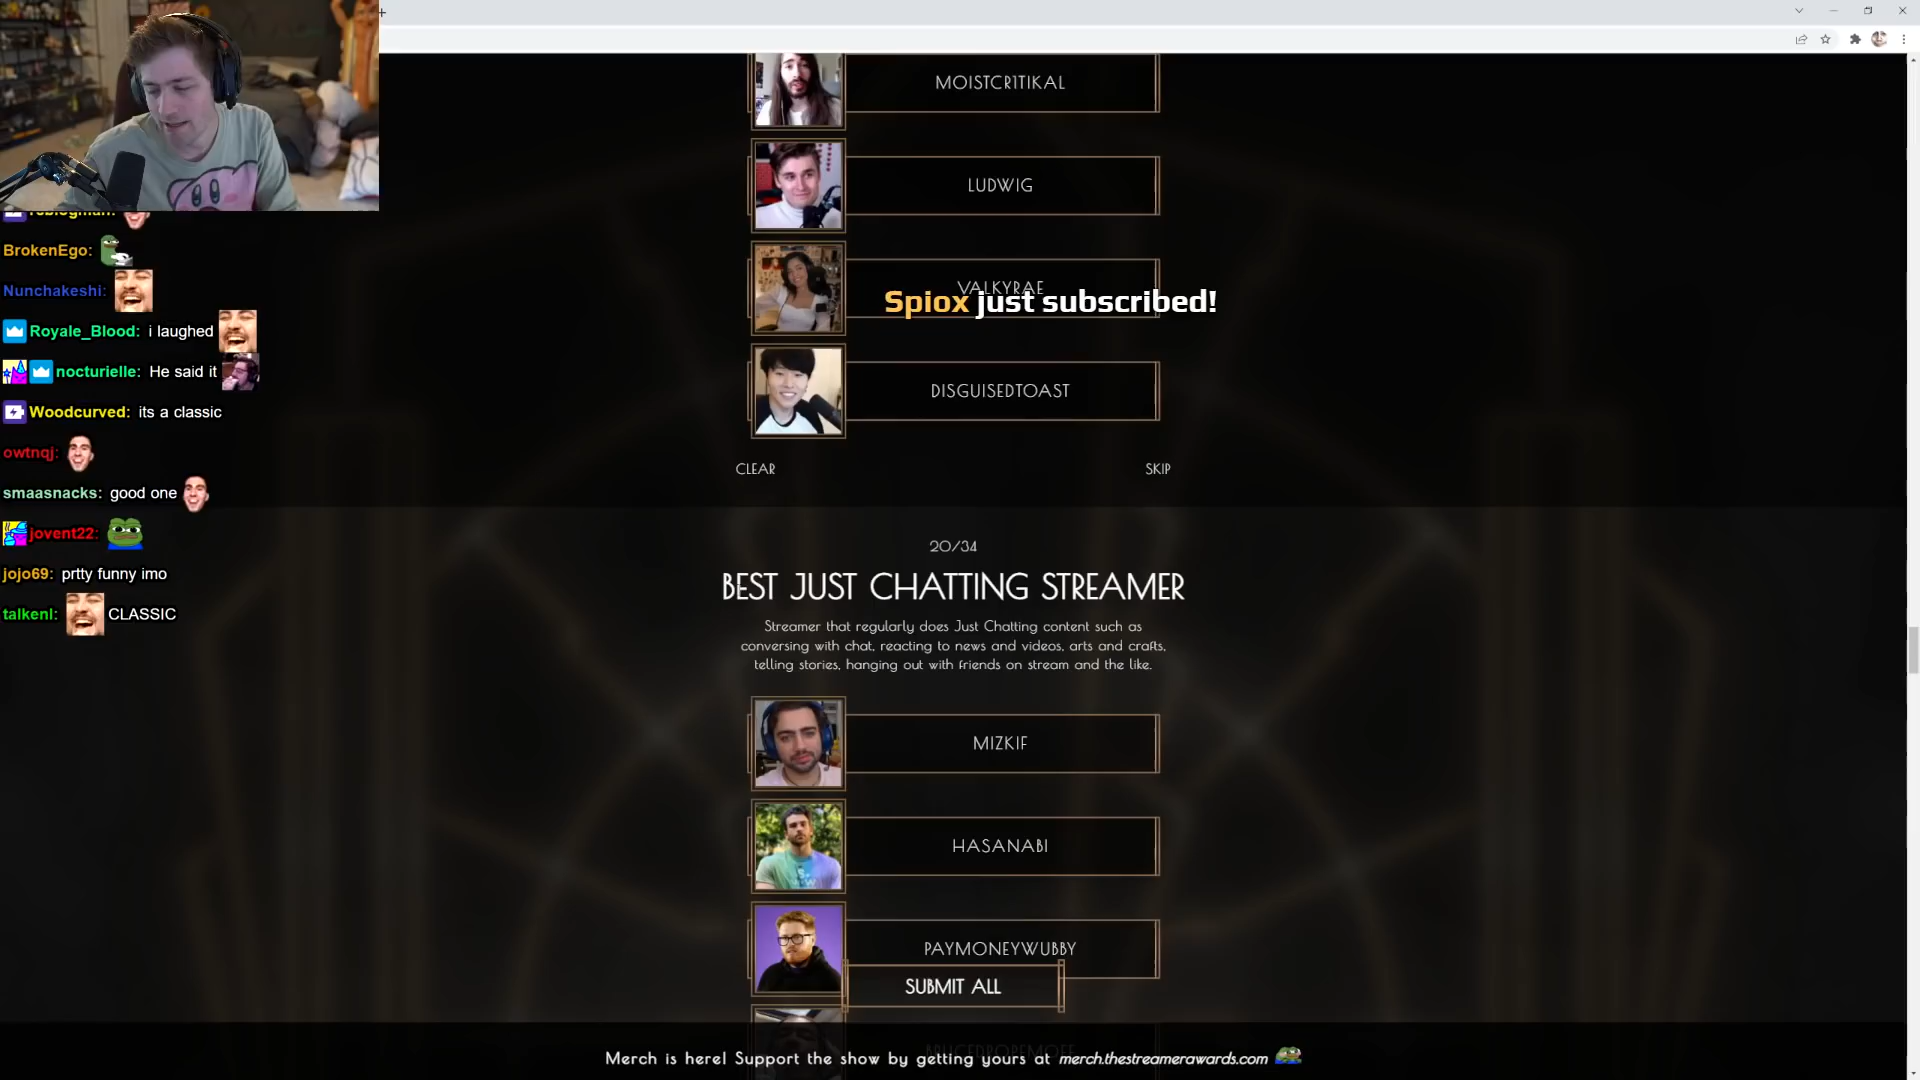 MOISTCR1TIKAL
LUDWIG
VALKYRAE
Spiox just subscribed!
DISGUISEDTOAST
CLEAR
SKIP
BrokenEgo:
Nunchakeshi:
Royale_Blood: i laughed
nocturielle: He said it
Woodcurved: its a classic
owtnqj:
smaasnacks: good one
jovent22:
jojo69: prtty funny imo
talkenl: CLASSIC
20/34
BEST JUST CHATTING STREAMER
Streamer that regularly does Just Chatting content such as
conversing with chat, reacting to news and videos, arts and crafts,
telling stories, hanging out with friends on stream and the like.
MIZKIF
HASANABI
PAYMONEYWUBBY
SUBMIT ALL
Merch is here! Support the show by getting yours at merch.thestreamerawards.com